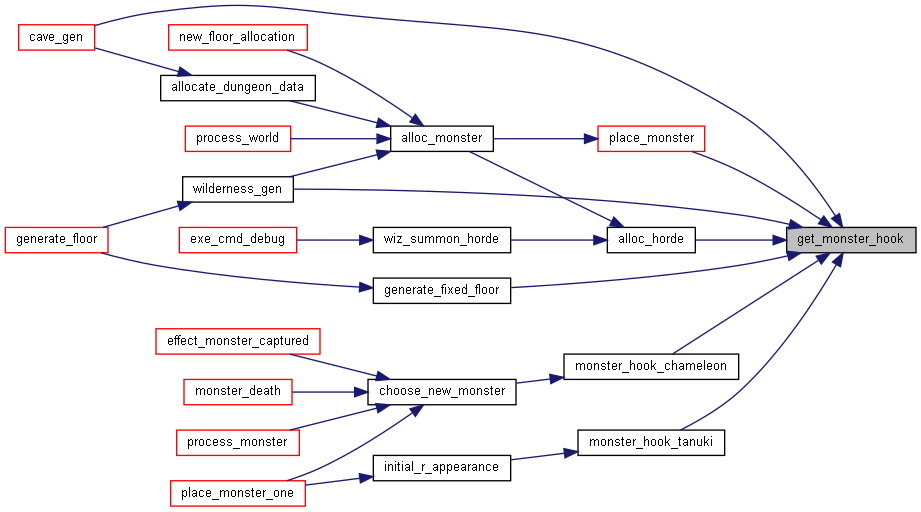 cave_gen
new_floor_allocation
allocate_dungeon_data
process_world
alloc_monster
place_monster
wilderness_gen
generate_floor
exe_cmd_debug
wiz_summon_horde
alloc_horde
get_monster_hook
generate_fixed_floor
effect_monster_captured
monster_hook_chameleon
monster_death
choose_new_monster
process_monster
monster_hook_tanuki
initial_r_appearance
place_monster_one